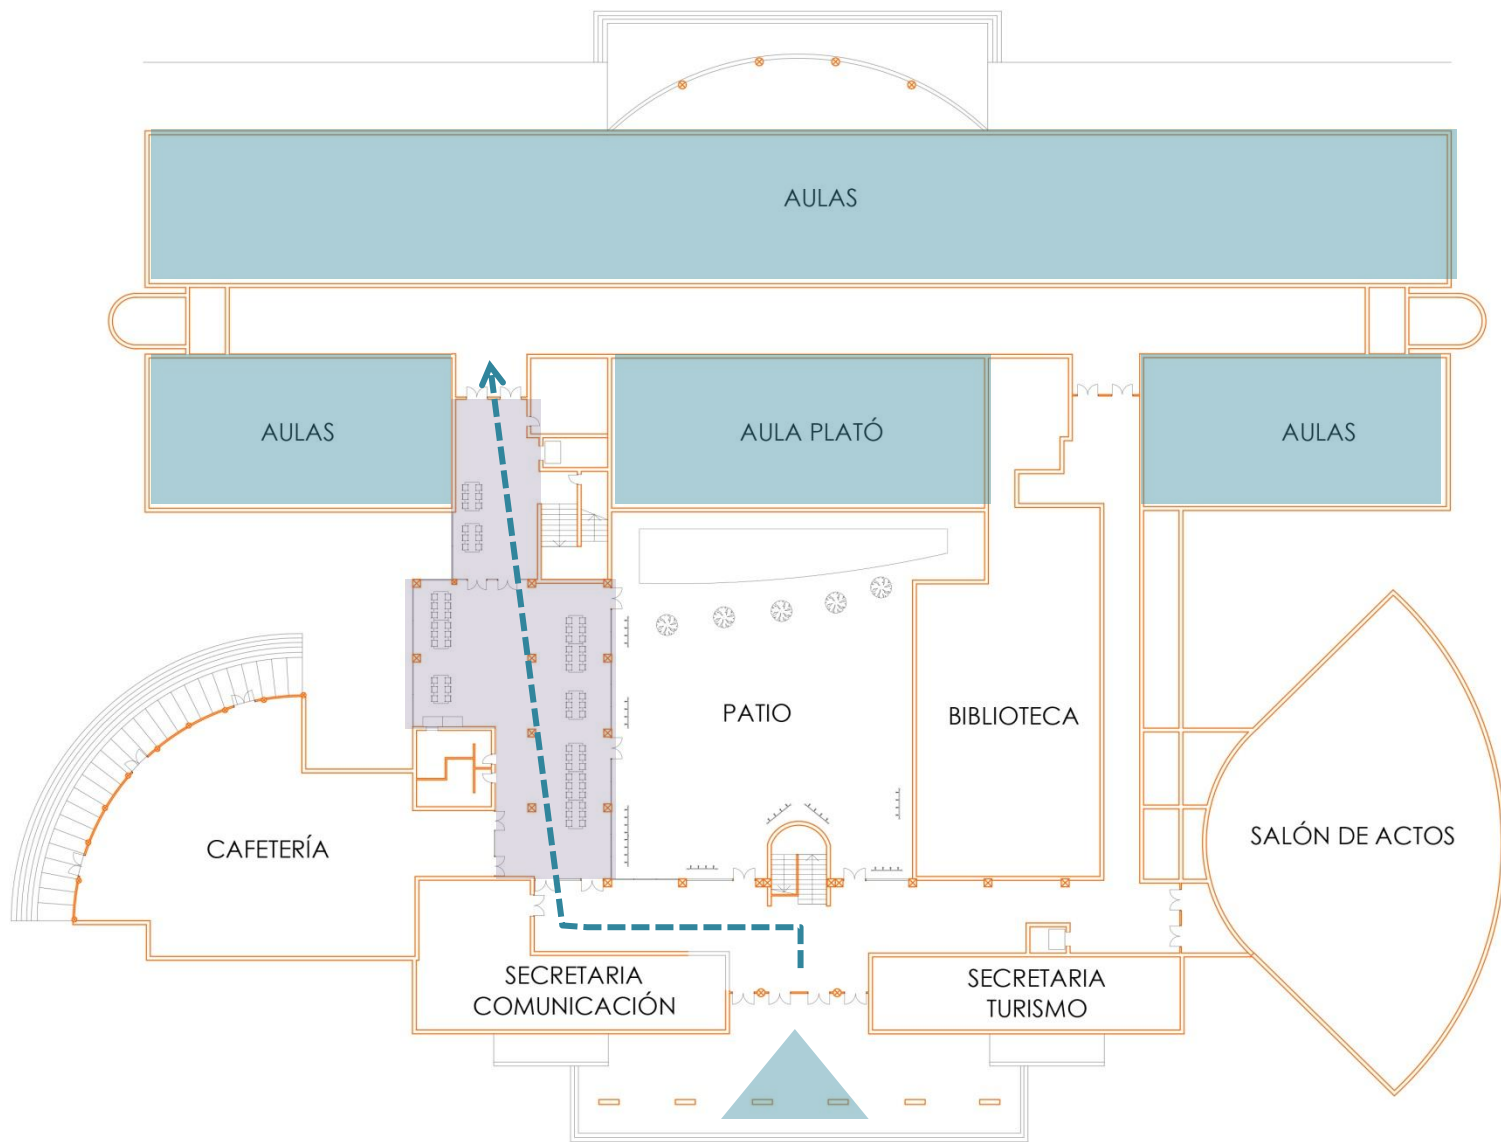 AULAS
AULAS
AULA PLATÓ
AULAS
PATIO
BIBLIOTECA
CAFETERÍA
SALÓN DE ACTOS
SECRETARIA
COMUNICACIÓN
SECRETARIA
TURISMO